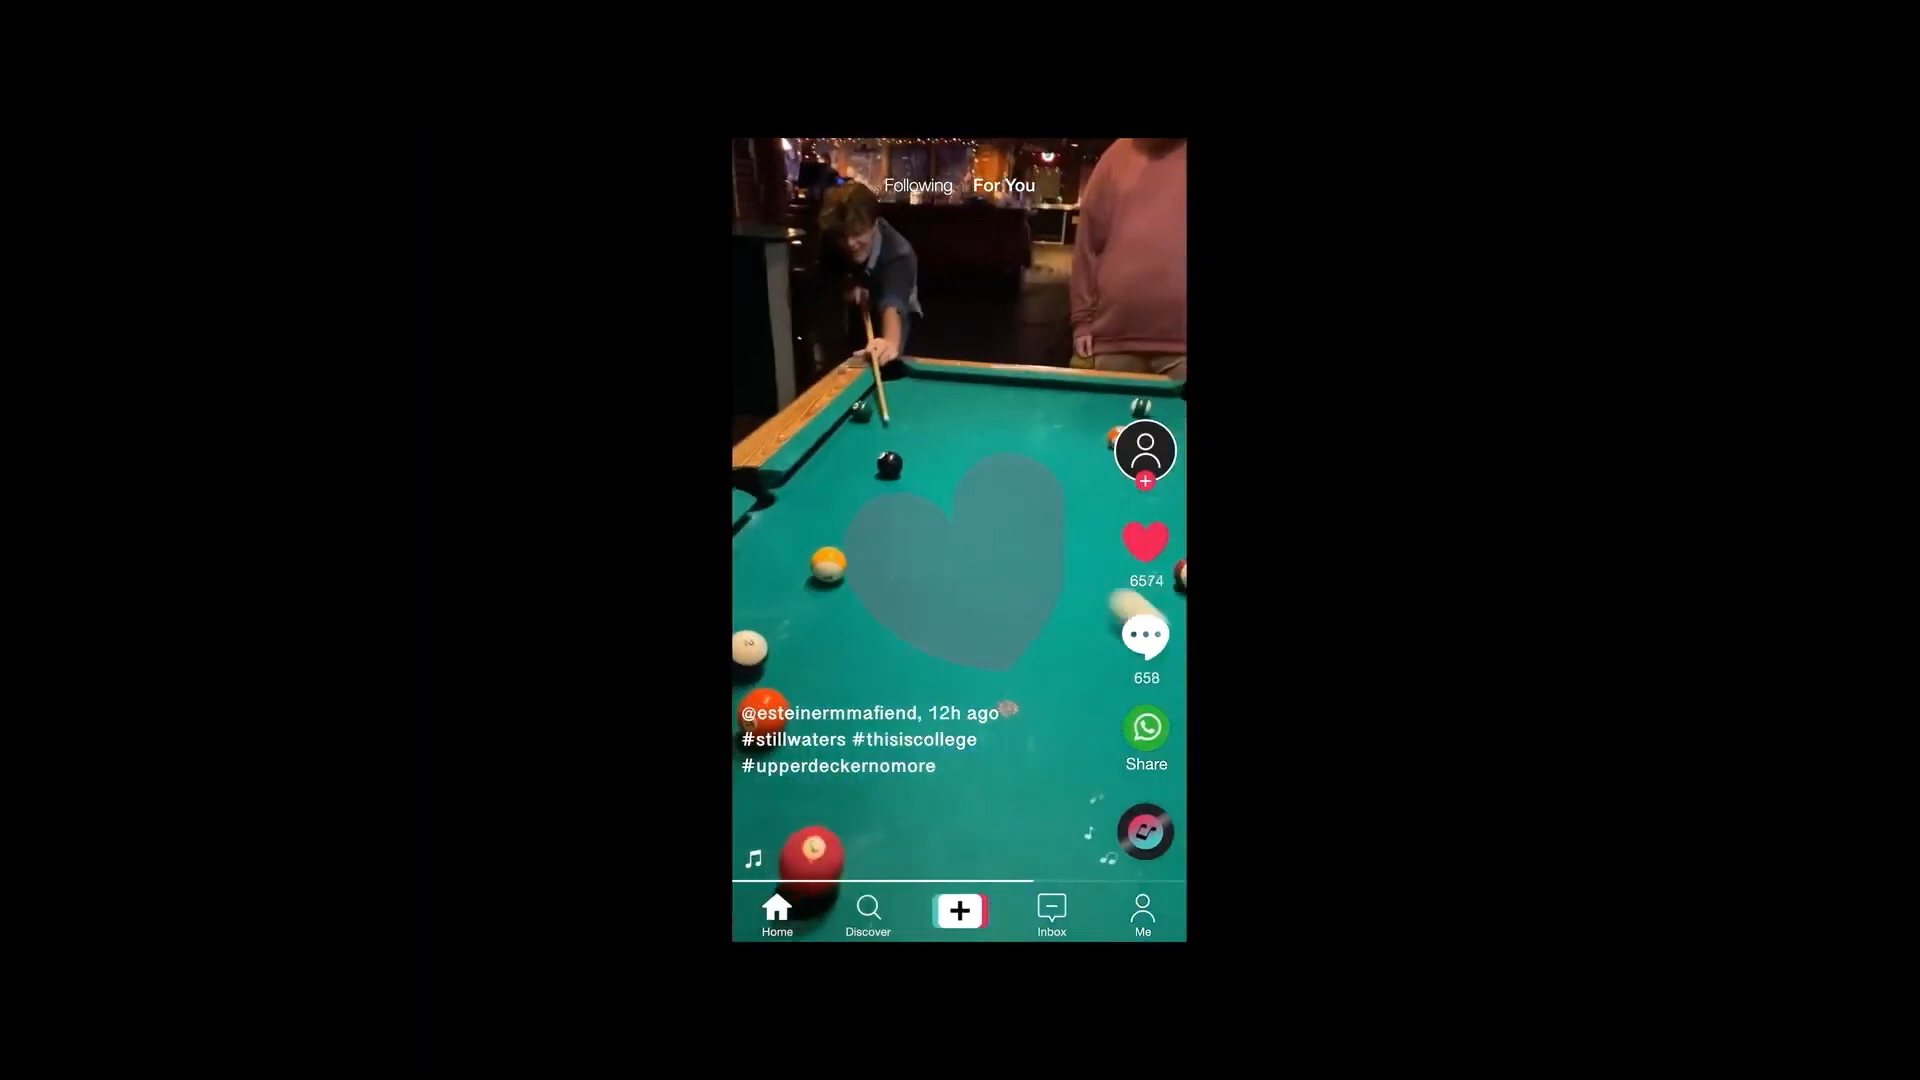 Following For You
6574
658
@esteinermmafiend, 12h ago
#stillwaters #thisiscollege
#upperdeckernomore
Share
Home Discover Inbox Me